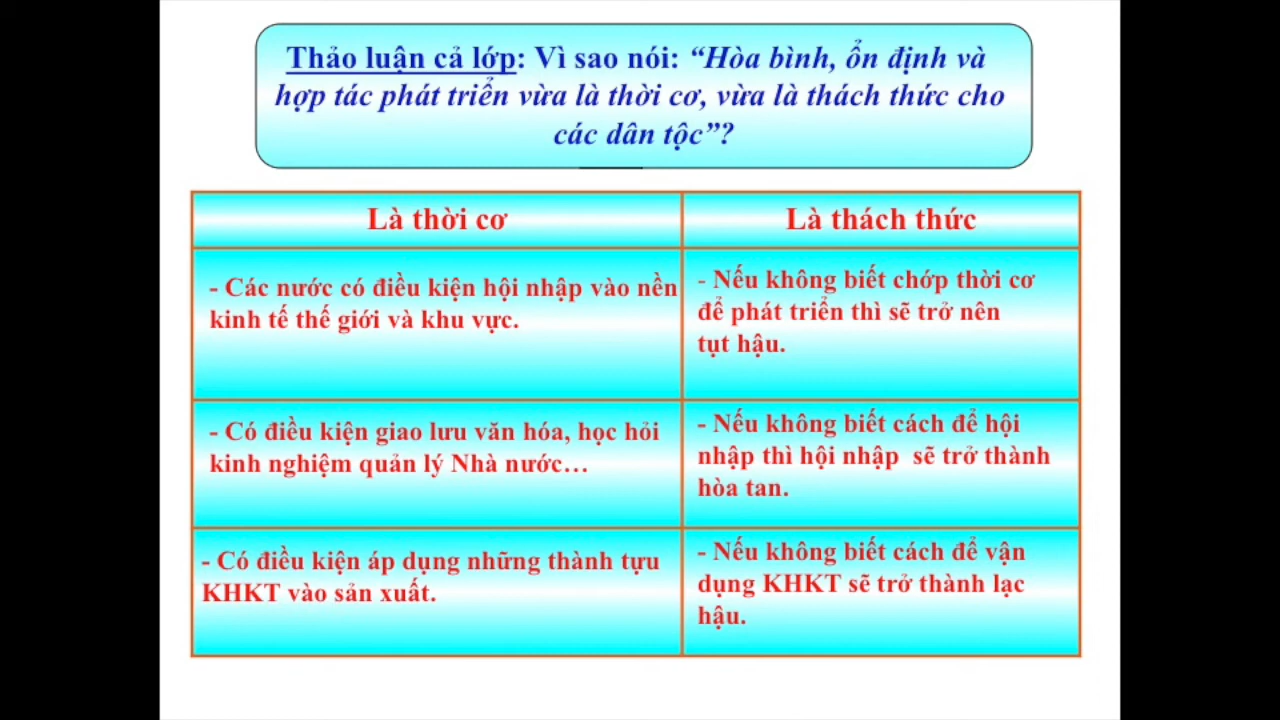 Thảo luận cả lớp: Vì sao nói: “Hòa bình, ổn định và
hợp tác phát triển vừa là thời cơ, vừa là thách thức cho
các dân tộc”?
Là thời cơ
Là thách thức
- Các nước có điều kiện hội nhập vào nền
kinh tế thế giới và khu vực.
- Nếu không biết chớp thời cơ
để phát triển thì sẽ trở nên
tụt hậu.
- Có điều kiện giao lưu văn hóa, học hỏi
kinh nghiệm quản lý Nhà nước…
- Nếu không biết cách để hội
nhập thì hội nhập sẽ trở thành
hòa tan.
- Có điều kiện áp dụng những thành tựu
KHKT vào sản xuất.
- Nếu không biết cách để vận
dụng KHKT sẽ trở thành lạc
hậu.